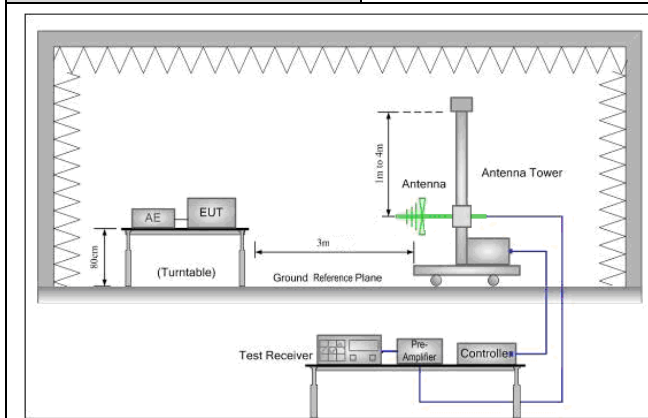 1m to 4m
Antenna
Antenna Tower
AE
EUT
80cm
(Turntable)
3m
Ground Reference Plane
Test Receiver
Pre-
Amplifier
Controller